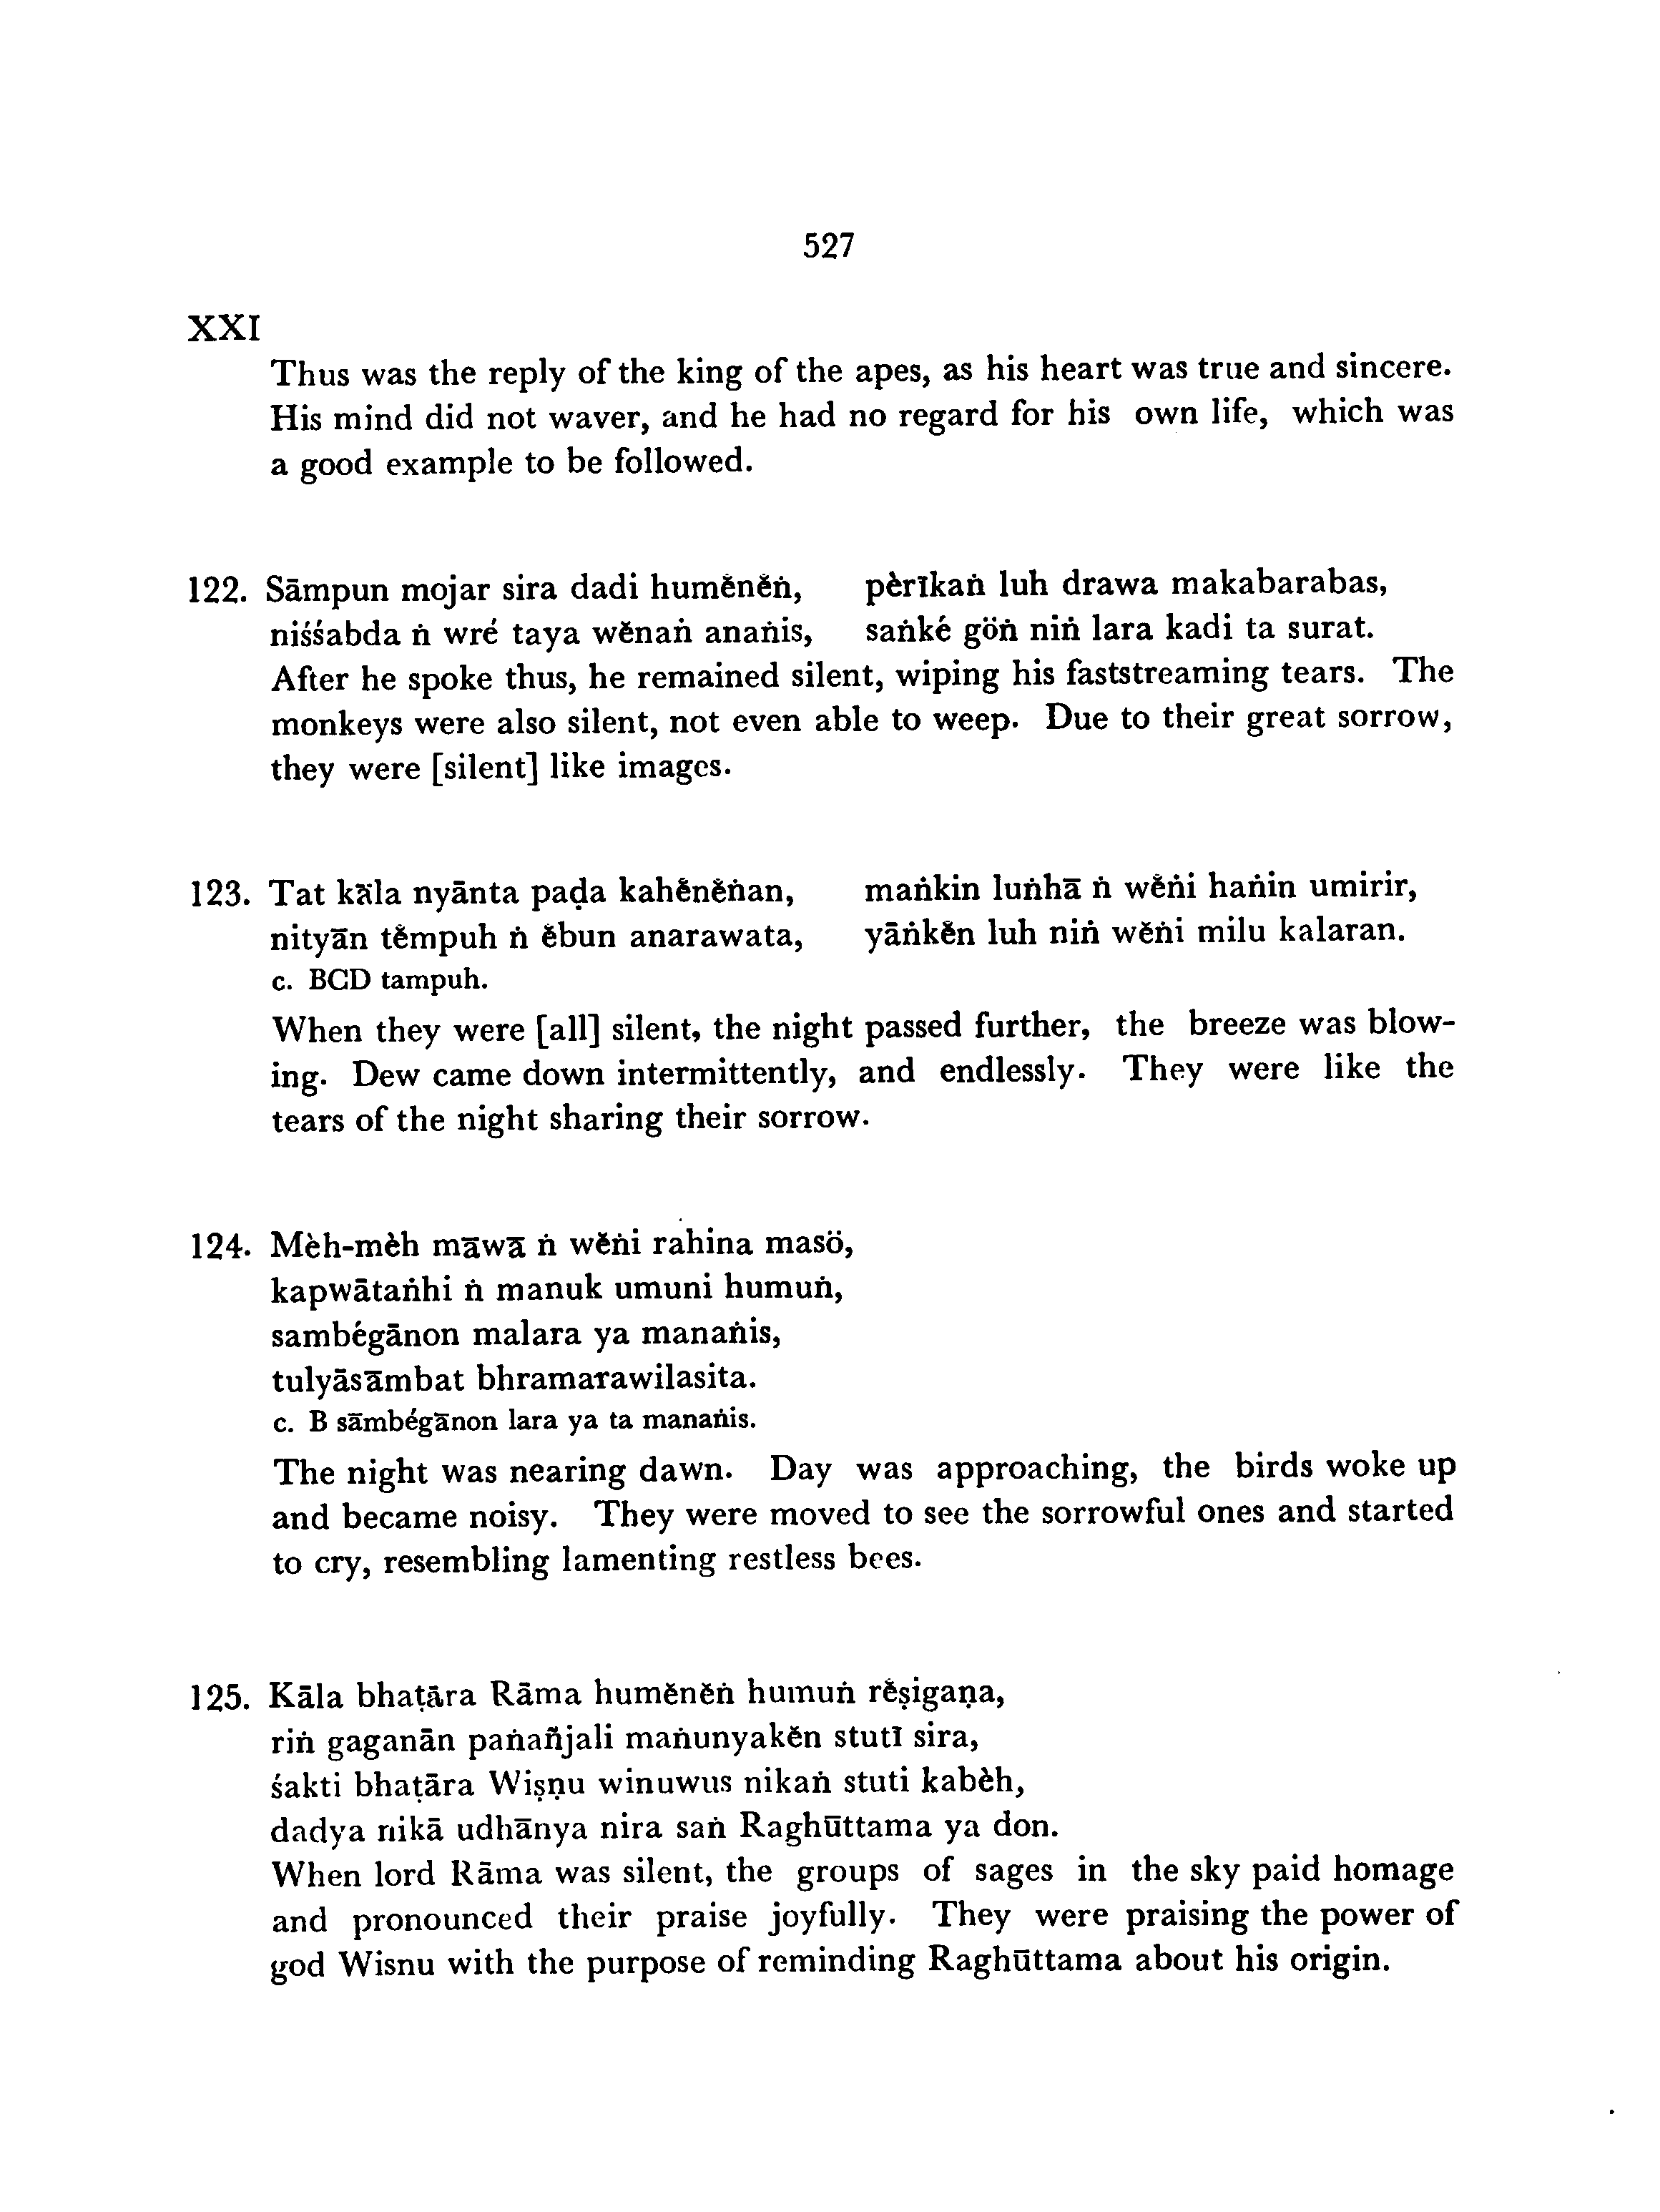 527
XXI
Thus was the reply of the king of the apes, as his heart was true and sincere.
His mind did not waver, and he had no regard for his own life, which was
a good example to be followed.
122. Sāmpun mojar sira dadi humĕnĕṅ, pèrīkaṅ luh drawa makabarabas,
niśśabda ṅ wré taya wĕnaṅ anaṅis, saṅké göṅ niṅ lara kadi ta surat.
After he spoke thus, he remained silent, wiping his faststreaming tears. The
monkeys were also silent, not even able to weep. Due to their great sorrow,
they were [silent] like images.
123. Tat kāla nyānta paḍa kahĕnĕṅan, maṅkin luṅhā ṅ wĕṅi haṅin umirir,
nityān tĕmpuh ṅ ĕbun anarawata, yāṅkĕn luh niṅ wĕṅi milu kalaran.
c. BCD tampuh.
When they were [all] silent, the night passed further, the breeze was blow-
ing. Dew came down intermittently, and endlessly. They were like the
tears of the night sharing their sorrow.
124. Mèh-mèh māwā ṅ wĕṅi rahina masö,
kapwātaṅhi ṅ manuk umuni humuṅ,
sambégānon malara ya manaṅis,
tulyāsāmbat bhramarawilasita.
c. B sāmbégānon lara ya ta manaṅis.
The night was nearing dawn. Day was approaching, the birds woke up
and became noisy. They were moved to see the sorrowful ones and started
to cry, resembling lamenting restless bees.
125. Kāla bhaṭāra Rāma humĕnĕṅ humuṅ rĕṣigaṇa,
riṅ gaganān paṅañjali maṅunyakĕn stutī sira,
śakti bhaṭāra Wiṣṇu winuwus nikaṅ stuti kabèh,
dadya nikā udhānya nira saṅ Raghūttama ya don.
When lord Rāma was silent, the groups of sages in the sky paid homage
and pronounced their praise joyfully. They were praising the power of
god Wisnu with the purpose of reminding Raghūttama about his origin.